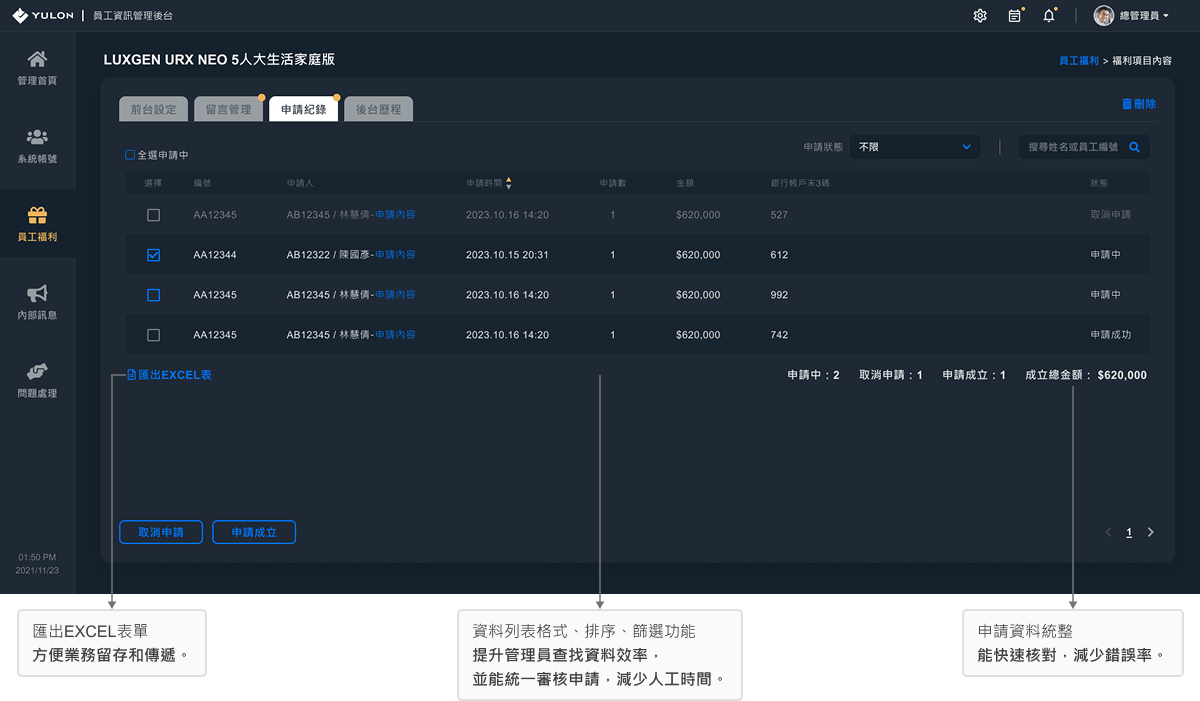 YULON 員工資訊管理後台 總管理員
管理首頁
系統帳號
員工福利
內部訊息
問題處理
01:50 PM
2021/11/23
LUXGEN URX NEO 5人大生活家庭版
員工福利 > 福利項目內容
前台設定 留言管理 申請紀錄 後台歷程
刪除
全選申請中
申請狀態 不限 搜尋姓名或員工編號
選擇 編號 申請人 申請時間 申請數 金額 銀行帳戶末3碼 狀態
AA12345 AB12345 / 林慧倩-申請內容 2023.10.16 14:20 1 $620,000 527 取消申請
AA12344 AB12322 / 陳國彥-申請內容 2023.10.15 20:31 1 $620,000 612 申請中
AA12345 AB12345 / 林慧倩-申請內容 2023.10.16 14:20 1 $620,000 992 申請中
AA12345 AB12345 / 林慧倩-申請內容 2023.10.16 14:20 1 $620,000 742 申請成功
匯出EXCEL表 申請中：2 取消申請：1 申請成立：1 成立總金額： $620,000
取消申請 申請成立
1
匯出EXCEL表單
方便業務留存和傳遞。
資料列表格式、排序、篩選功能
提升管理員查找資料效率，
並能統一審核申請，減少人工時間。
申請資料統整
能快速核對，減少錯誤率。